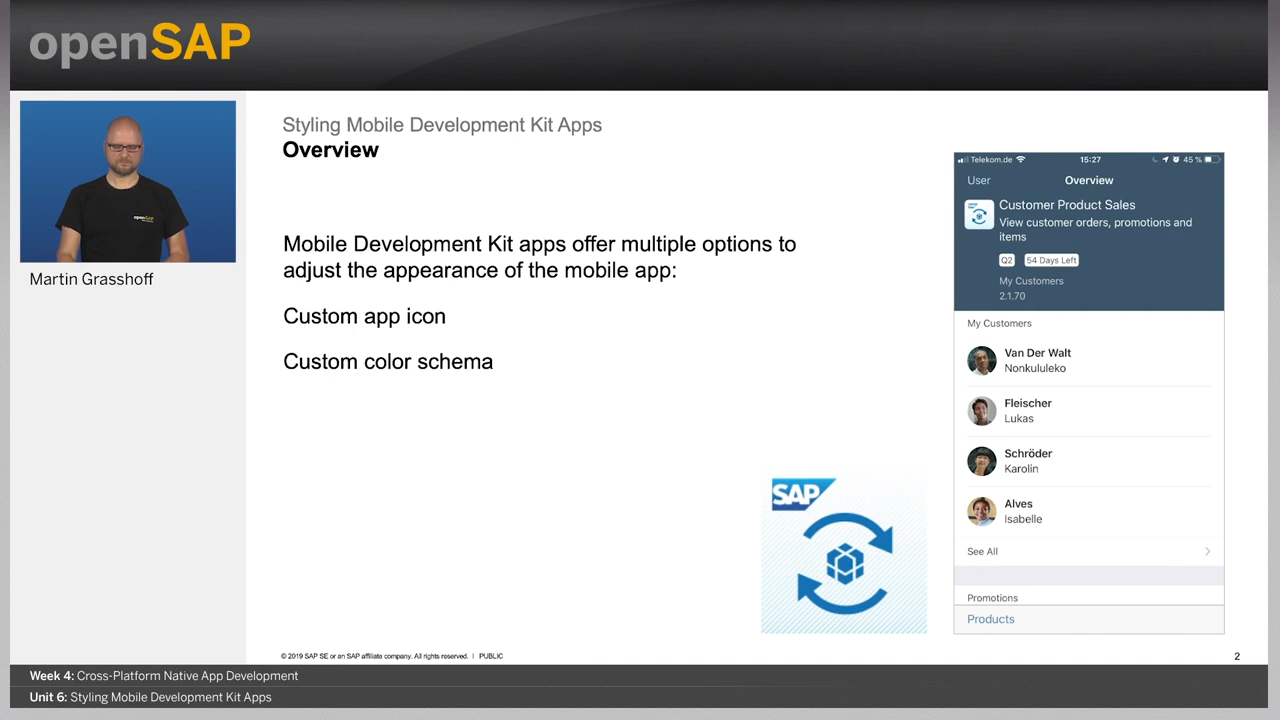 openSAP
openSAP
Martin Grasshoff
Styling Mobile Development Kit Apps
Overview
Mobile Development Kit apps offer multiple options to
adjust the appearance of the mobile app:
Custom app icon
Custom color schema
SAP
Telekom.de 15:27 45 %
User Overview
Customer Product Sales
View customer orders, promotions and
items
Q2 54 Days Left
My Customers
2.1.70
My Customers
Van Der Walt
Nonkululeko
Fleischer
Lukas
Schröder
Karolin
Alves
Isabelle
See All
Promotions
Products
© 2019 SAP SE or an SAP affiliate company. All rights reserved. | PUBLIC
2
Week 4: Cross-Platform Native App Development
Unit 6: Styling Mobile Development Kit Apps